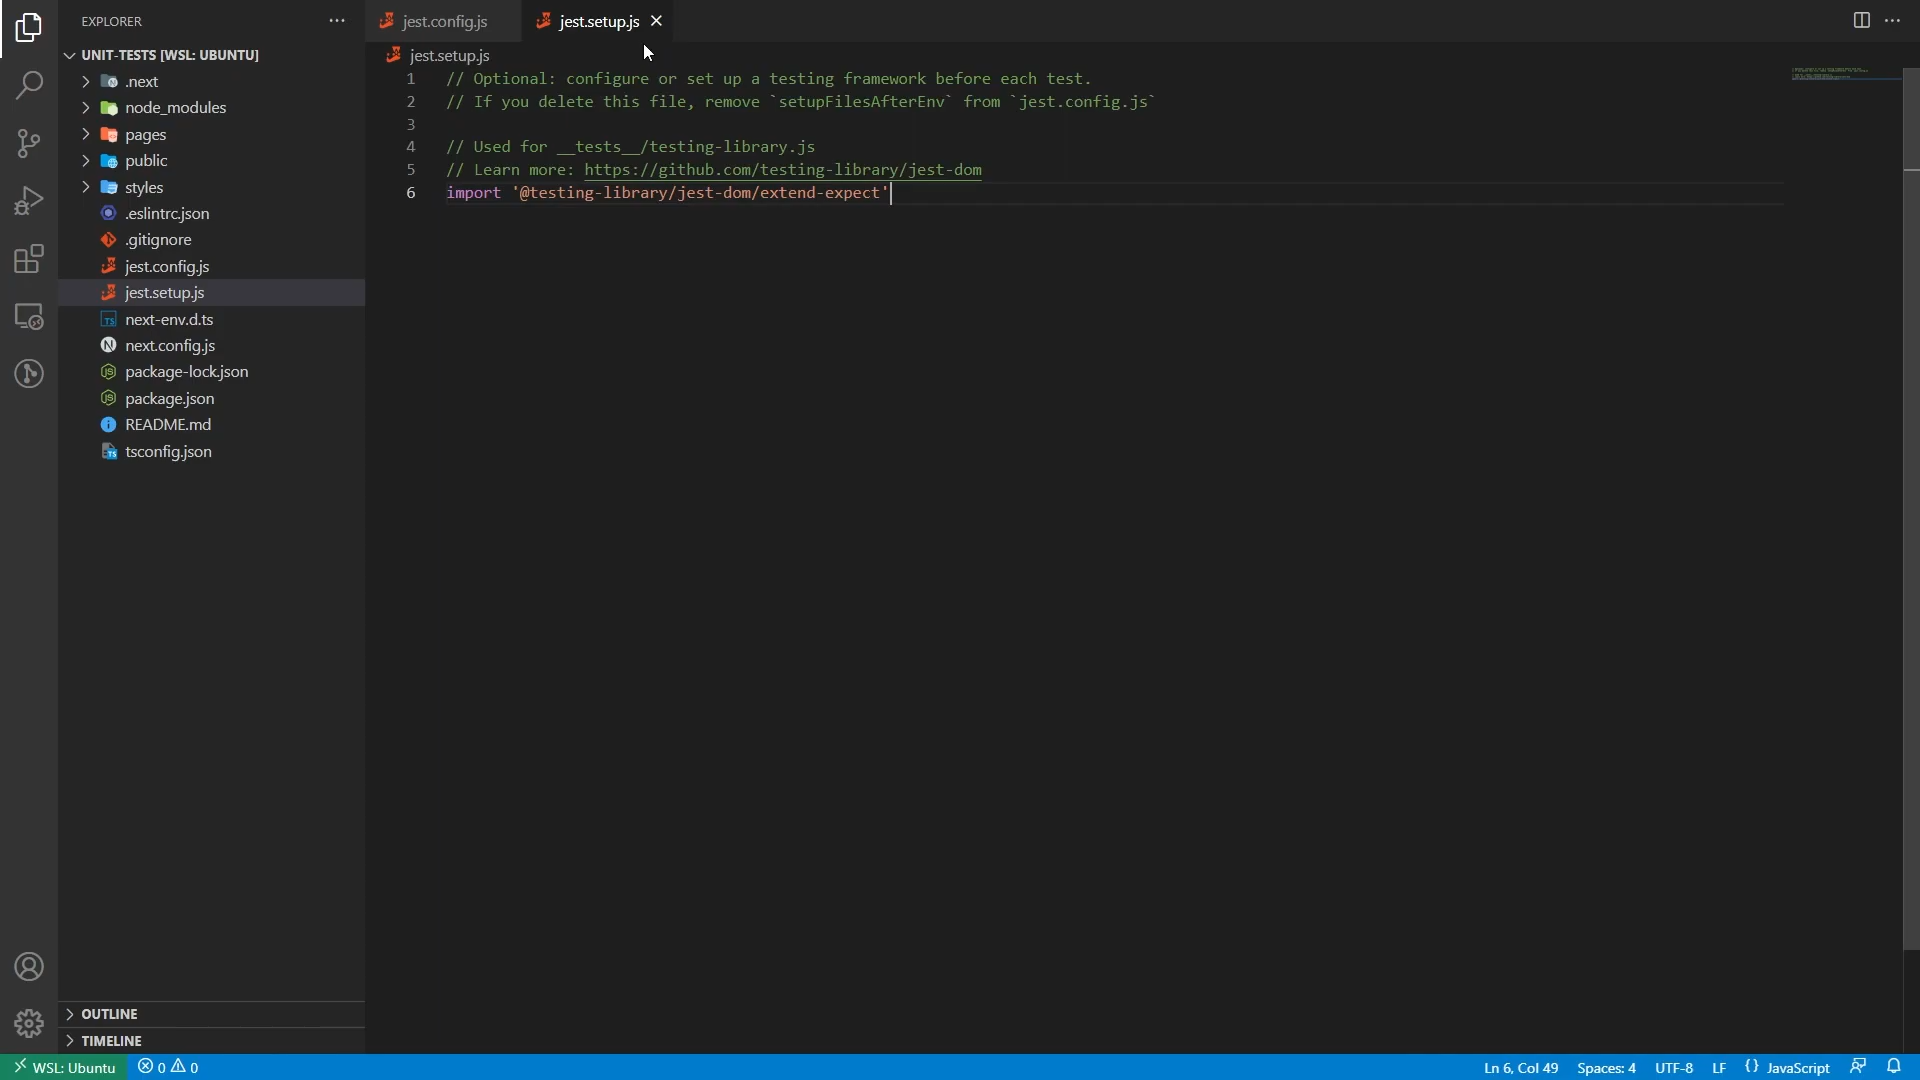 EXPLORER
UNIT-TESTS [WSL: UBUNTU]
.next
node_modules
pages
public
styles
.eslintrc.json
.gitignore
jest.config.js
jest.setup.js
next-env.d.ts
next.config.js
package-lock.json
package.json
README.md
tsconfig.json
OUTLINE
TIMELINE
jest.config.js
jest.setup.js
jest.setup.js
1 // Optional: configure or set up a testing framework before each test.
2 // If you delete this file, remove `setupFilesAfterEnv` from `jest.config.js`
3
4 // Used for __tests__/testing-library.js
5 // Learn more: https://github.com/testing-library/jest-dom
6 import '@testing-library/jest-dom/extend-expect'
WSL: Ubuntu 0 0 Ln 6, Col 49 Spaces: 4 UTF-8 LF {} JavaScript